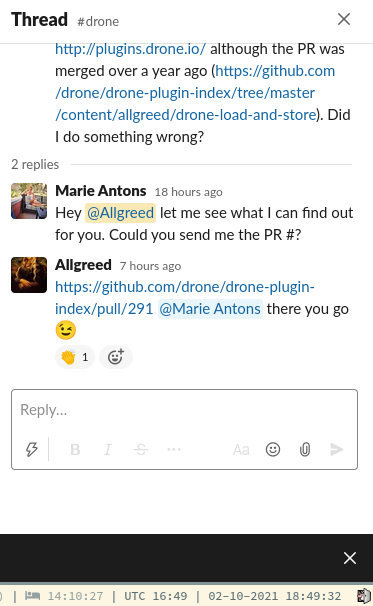 Thread #drone
http://plugins.drone.io/ although the PR was
merged over a year ago (https://github.com
/drone/drone-plugin-index/tree/master
/content/allgreed/drone-load-and-store). Did
I do something wrong?
2 replies
Marie Antons 18 hours ago
Hey @Allgreed let me see what I can find out
for you. Could you send me the PR #?
Allgreed 7 hours ago
https://github.com/drone/drone-plugin-
index/pull/291 @Marie Antons there you go
😉
👏 1
Reply...
B I S ... Aa
) | 14:10:27 | UTC 16:49 | 02-10-2021 18:49:32